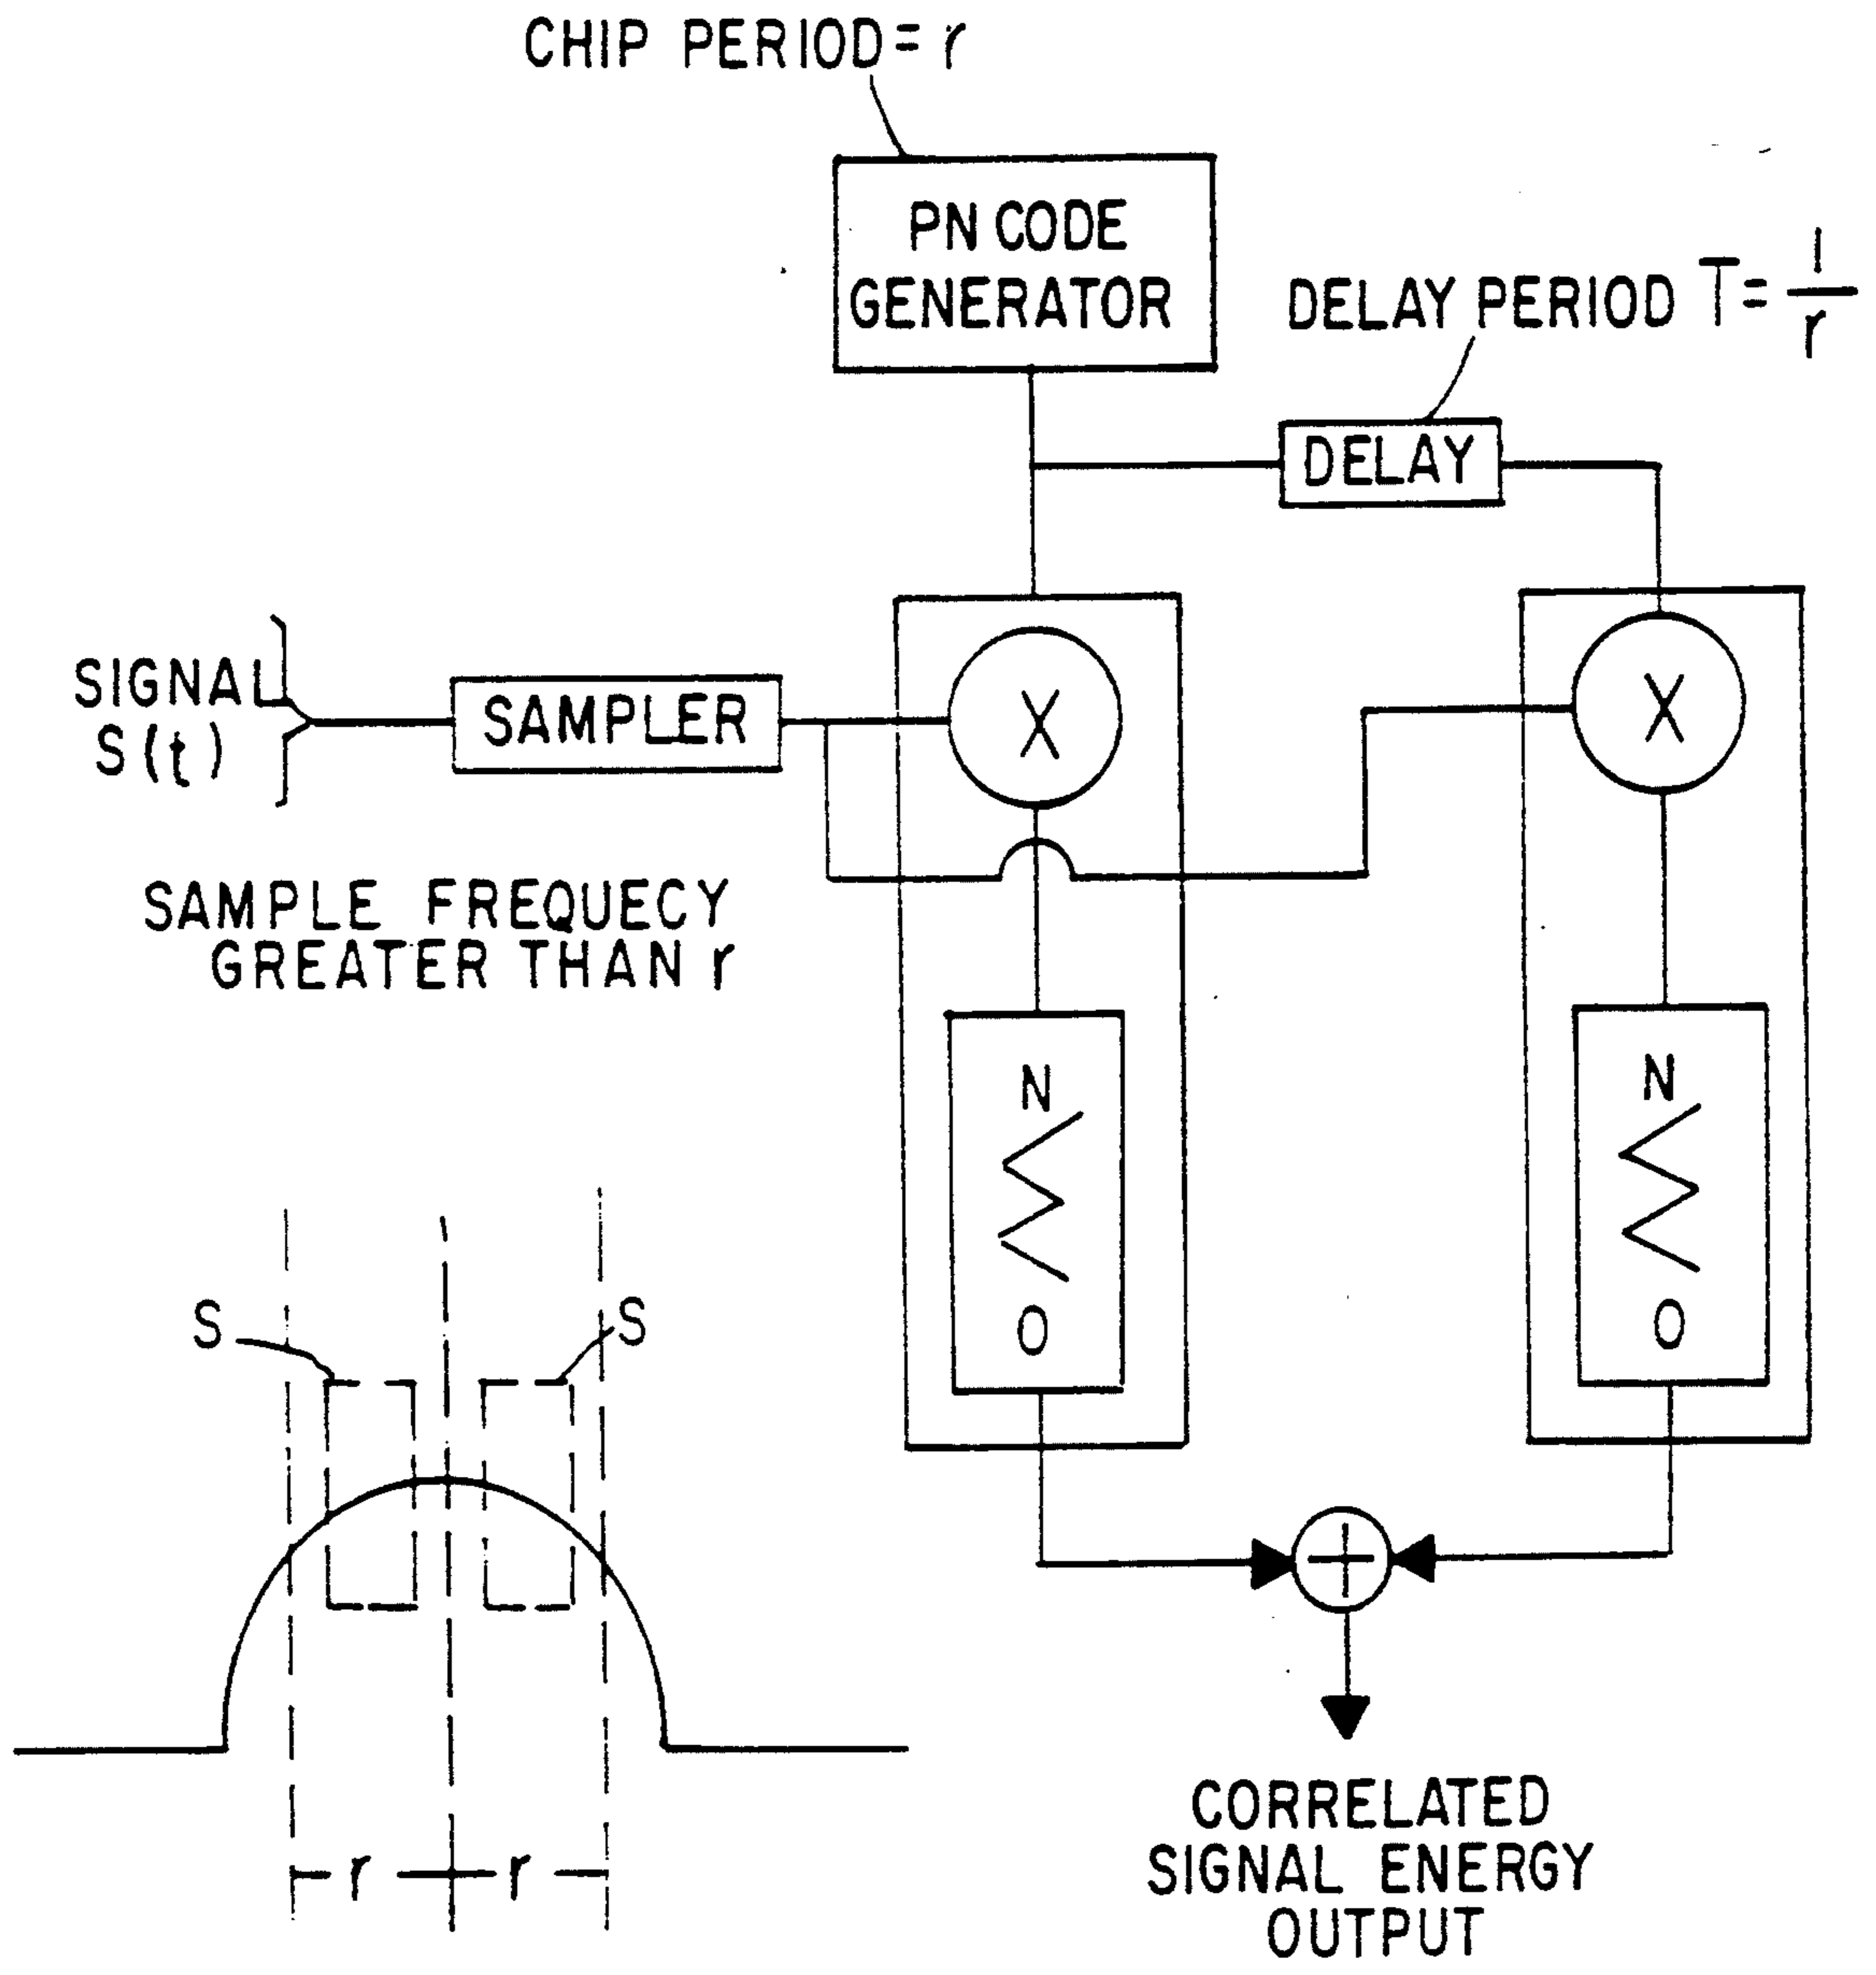 CHIP PERIOD = r
PN CODE
GENERATOR
DELAY PERIOD T = 1/r
DELAY
SIGNAL
S(t)
SAMPLER
X
X
SAMPLE FREQUECY
GREATER THAN r
N
O
N
O
S
S
+
r
r
CORRELATED
SIGNAL ENERGY
OUTPUT